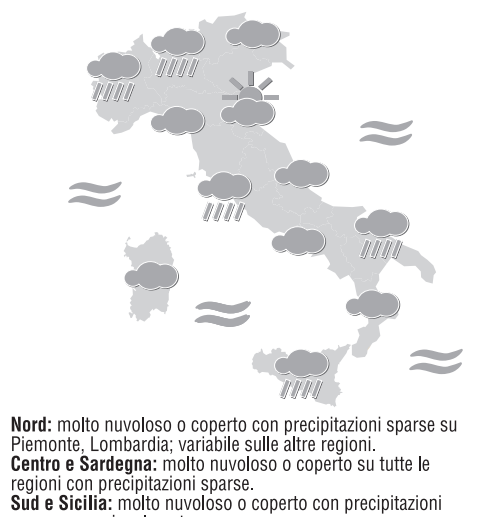 Nord: molto nuvoloso o coperto con precipitazioni sparse su
Piemonte, Lombardia; variabile sulle altre regioni.
Centro e Sardegna: molto nuvoloso o coperto su tutte le
regioni con precipitazioni sparse.
Sud e Sicilia: molto nuvoloso o coperto con precipitazioni